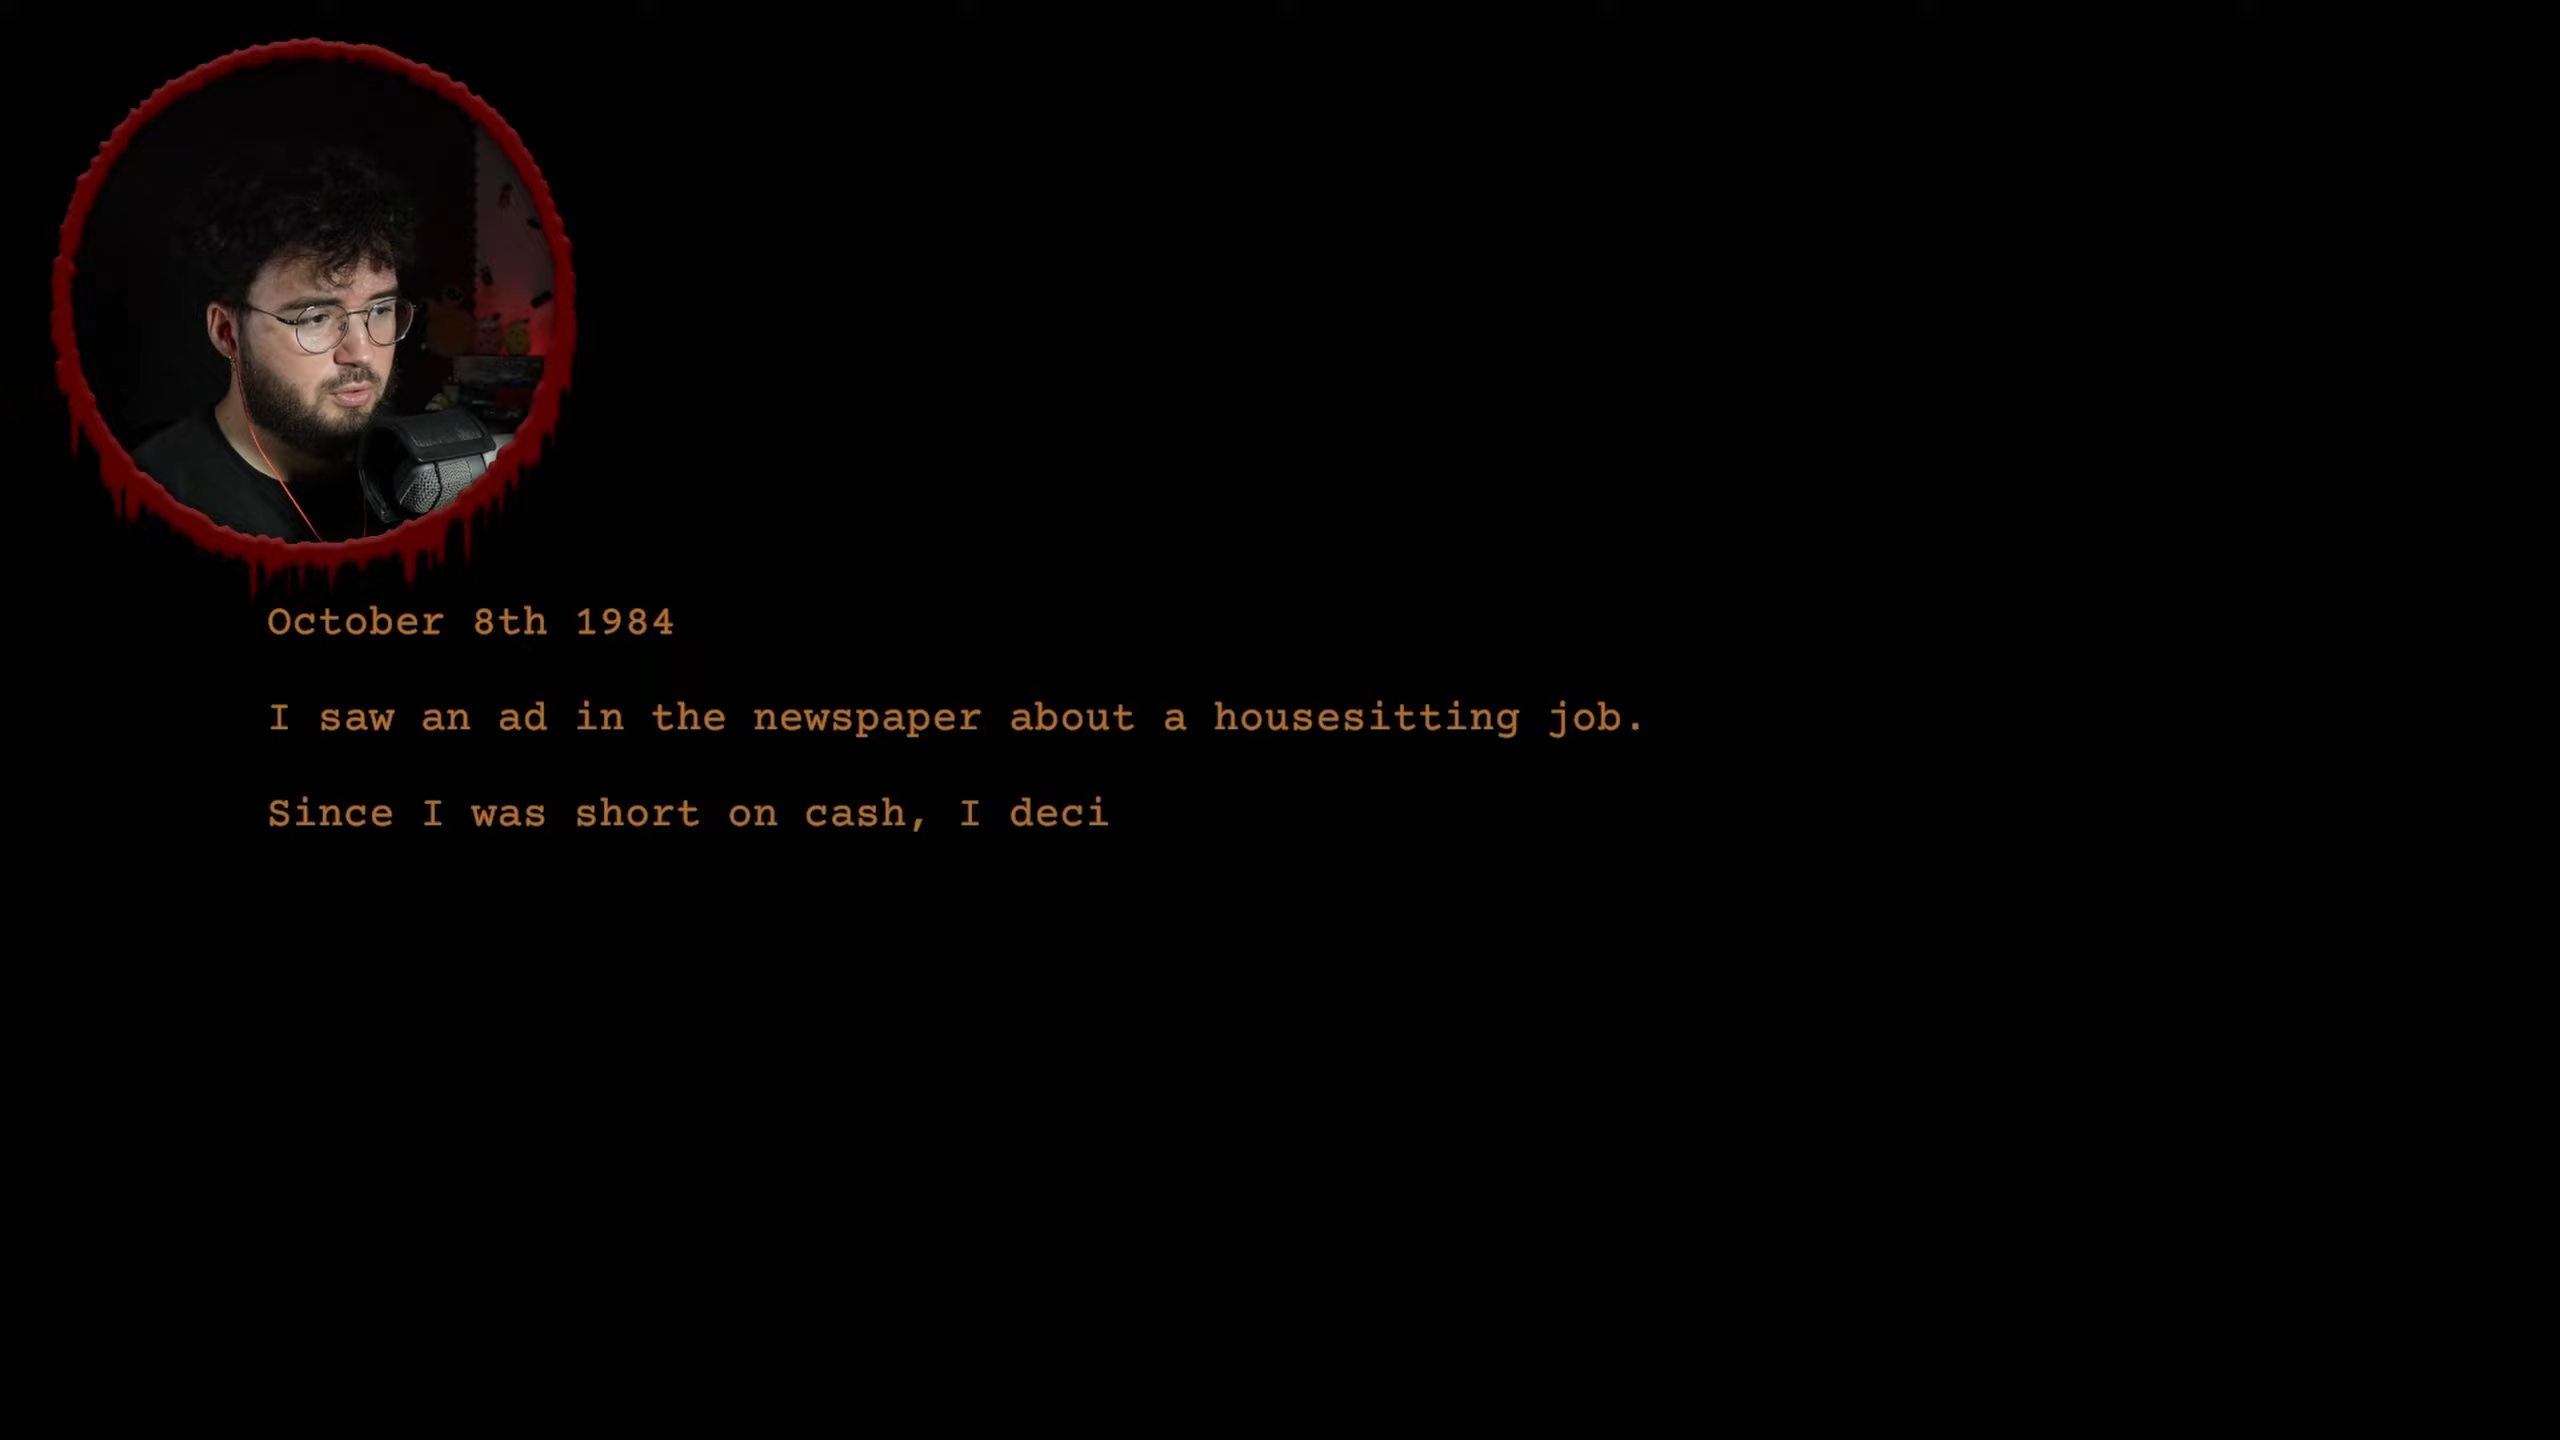 October 8th 1984
I saw an ad in the newspaper about a housesitting job.
Since I was short on cash, I deci